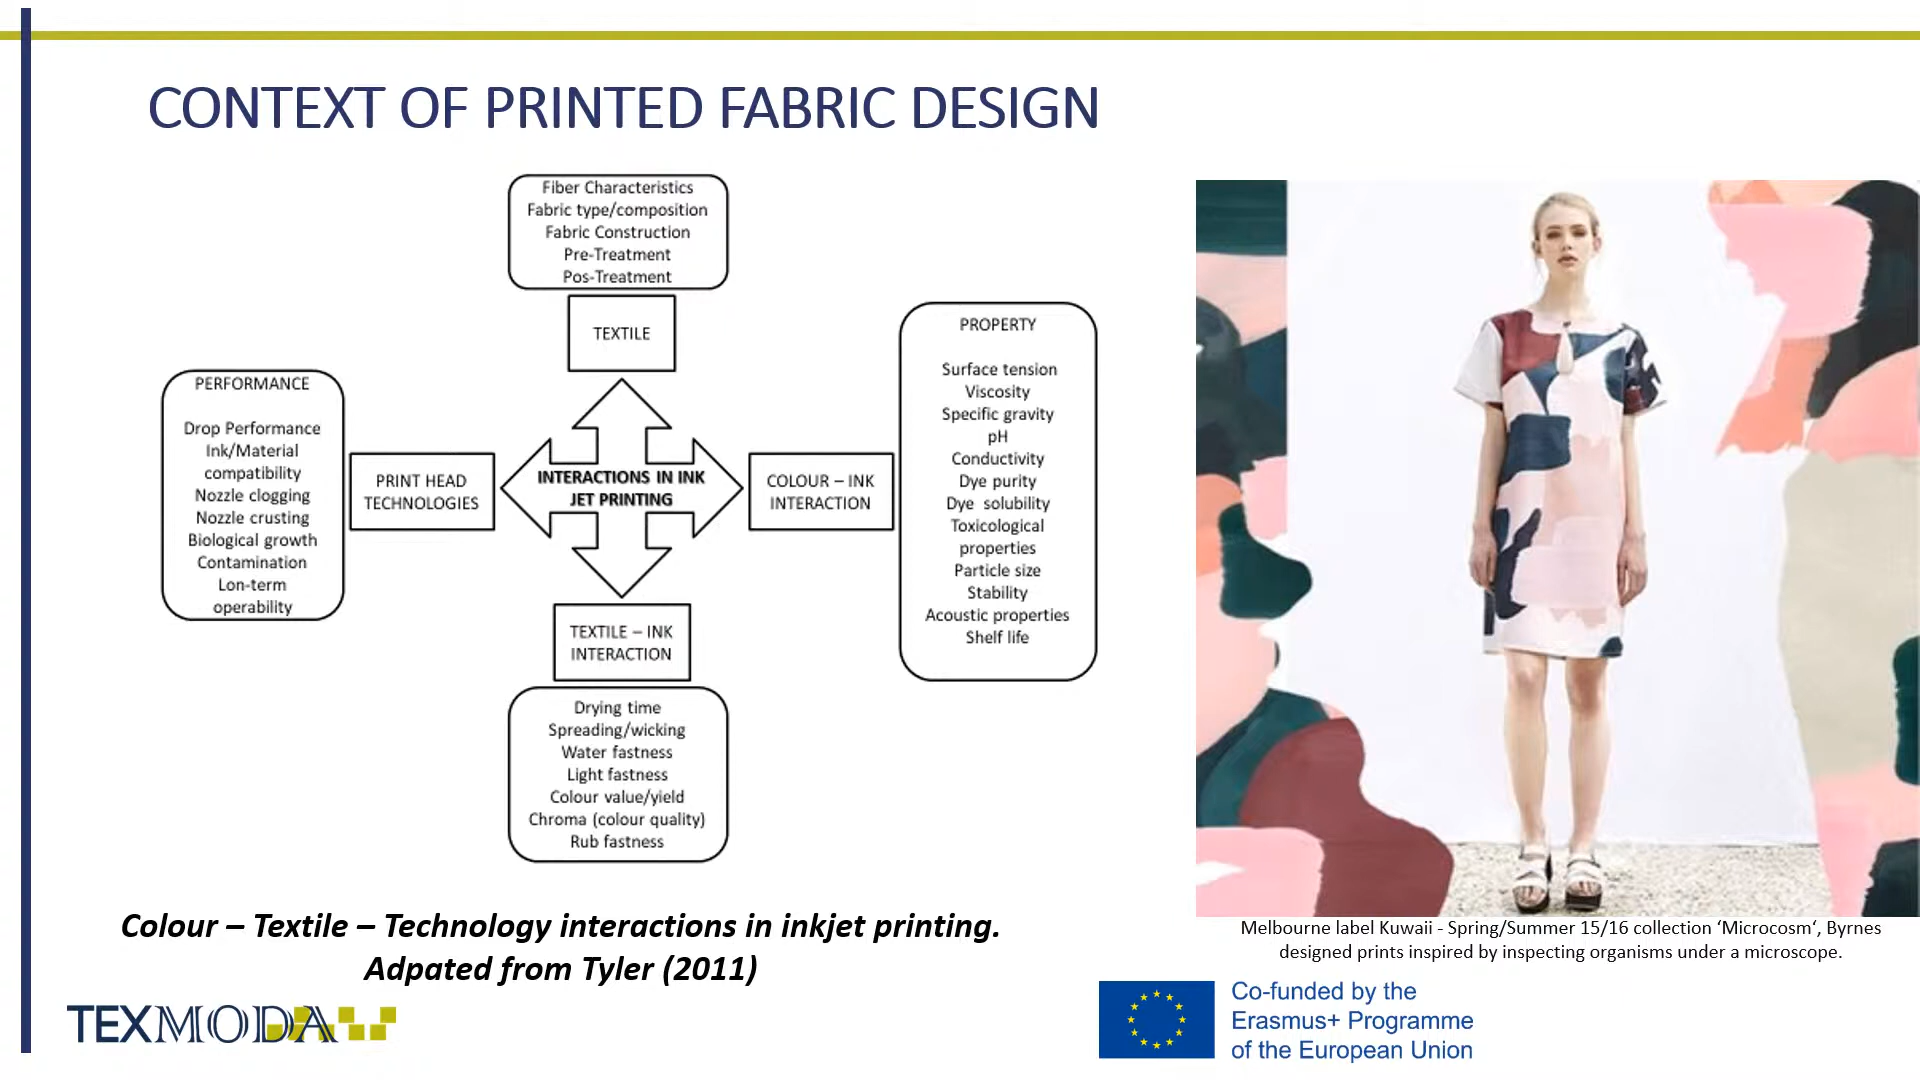 CONTEXT OF PRINTED FABRIC DESIGN
Fiber Characteristics
Fabric type/composition
Fabric Construction
Pre-Treatment
Pos-Treatment
TEXTILE
PERFORMANCE
Drop Performance
Ink/Material
compatibility
Nozzle clogging
Nozzle crusting
Biological growth
Contamination
Lon-term
operability
PRINT HEAD
TECHNOLOGIES
INTERACTIONS IN INK
JET PRINTING
COLOUR – INK
INTERACTION
PROPERTY
Surface tension
Viscosity
Specific gravity
pH
Conductivity
Dye purity
Dye solubility
Toxicological
properties
Particle size
Stability
Acoustic properties
Shelf life
TEXTILE – INK
INTERACTION
Drying time
Spreading/wicking
Water fastness
Light fastness
Colour value/yield
Chroma (colour quality)
Rub fastness
Colour – Textile – Technology interactions in inkjet printing.
Adpated from Tyler (2011)
Melbourne label Kuwaii - Spring/Summer 15/16 collection ‘Microcosm‘, Byrnes
designed prints inspired by inspecting organisms under a microscope.
TEXMODA
Co-funded by the
Erasmus+ Programme
of the European Union